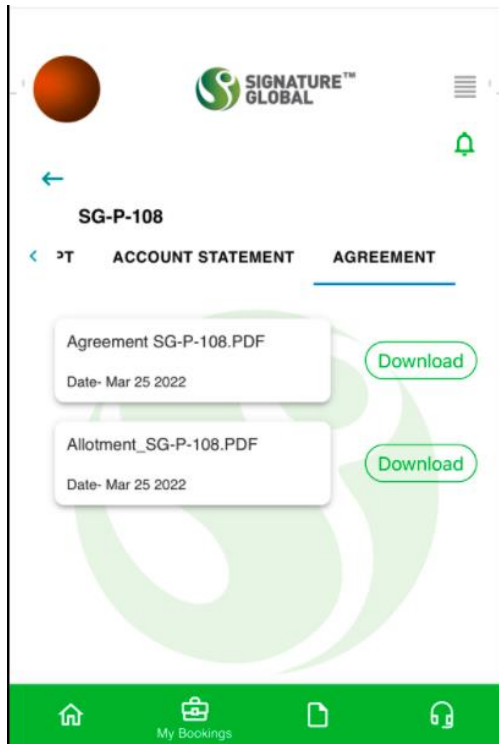 SIGNATURE™
GLOBAL
SG-P-108
PT ACCOUNT STATEMENT AGREEMENT
Agreement SG-P-108.PDF
Download
Date- Mar 25 2022
Allotment_SG-P-108.PDF
Download
Date- Mar 25 2022
My Bookings